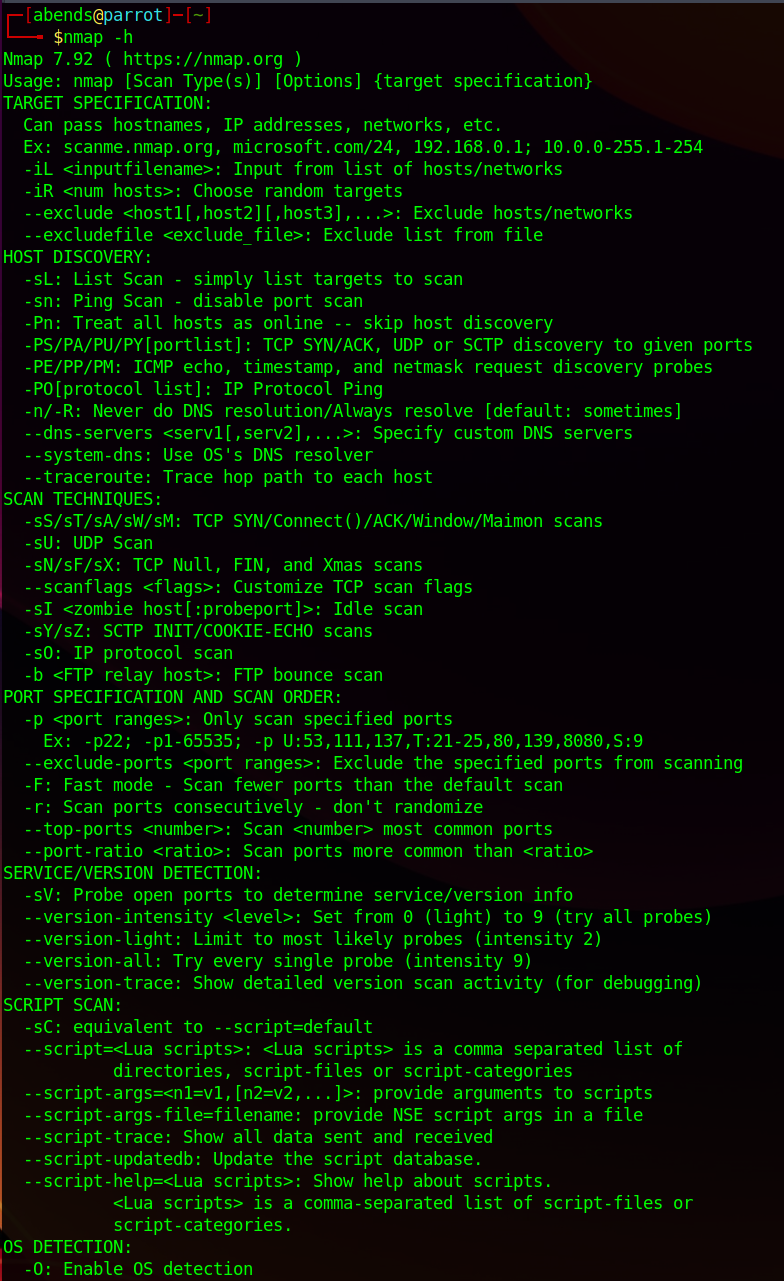 ┌─[abends@parrot]─[~]
└──╼ $nmap -h
Nmap 7.92 ( https://nmap.org )
Usage: nmap [Scan Type(s)] [Options] {target specification}
TARGET SPECIFICATION:
  Can pass hostnames, IP addresses, networks, etc.
  Ex: scanme.nmap.org, microsoft.com/24, 192.168.0.1; 10.0.0-255.1-254
  -iL <inputfilename>: Input from list of hosts/networks
  -iR <num hosts>: Choose random targets
  --exclude <host1[,host2][,host3],...>: Exclude hosts/networks
  --excludefile <exclude_file>: Exclude list from file
HOST DISCOVERY:
  -sL: List Scan - simply list targets to scan
  -sn: Ping Scan - disable port scan
  -Pn: Treat all hosts as online -- skip host discovery
  -PS/PA/PU/PY[portlist]: TCP SYN/ACK, UDP or SCTP discovery to given ports
  -PE/PP/PM: ICMP echo, timestamp, and netmask request discovery probes
  -PO[protocol list]: IP Protocol Ping
  -n/-R: Never do DNS resolution/Always resolve [default: sometimes]
  --dns-servers <serv1[,serv2],...>: Specify custom DNS servers
  --system-dns: Use OS's DNS resolver
  --traceroute: Trace hop path to each host
SCAN TECHNIQUES:
  -sS/sT/sA/sW/sM: TCP SYN/Connect()/ACK/Window/Maimon scans
  -sU: UDP Scan
  -sN/sF/sX: TCP Null, FIN, and Xmas scans
  --scanflags <flags>: Customize TCP scan flags
  -sI <zombie host[:probeport]>: Idle scan
  -sY/sZ: SCTP INIT/COOKIE-ECHO scans
  -sO: IP protocol scan
  -b <FTP relay host>: FTP bounce scan
PORT SPECIFICATION AND SCAN ORDER:
  -p <port ranges>: Only scan specified ports
    Ex: -p22; -p1-65535; -p U:53,111,137,T:21-25,80,139,8080,S:9
  --exclude-ports <port ranges>: Exclude the specified ports from scanning
  -F: Fast mode - Scan fewer ports than the default scan
  -r: Scan ports consecutively - don't randomize
  --top-ports <number>: Scan <number> most common ports
  --port-ratio <ratio>: Scan ports more common than <ratio>
SERVICE/VERSION DETECTION:
  -sV: Probe open ports to determine service/version info
  --version-intensity <level>: Set from 0 (light) to 9 (try all probes)
  --version-light: Limit to most likely probes (intensity 2)
  --version-all: Try every single probe (intensity 9)
  --version-trace: Show detailed version scan activity (for debugging)
SCRIPT SCAN:
  -sC: equivalent to --script=default
  --script=<Lua scripts>: <Lua scripts> is a comma separated list of
           directories, script-files or script-categories
  --script-args=<n1=v1,[n2=v2,...]>: provide arguments to scripts
  --script-args-file=filename: provide NSE script args in a file
  --script-trace: Show all data sent and received
  --script-updatedb: Update the script database.
  --script-help=<Lua scripts>: Show help about scripts.
           <Lua scripts> is a comma-separated list of script-files or
           script-categories.
OS DETECTION:
  -O: Enable OS detection